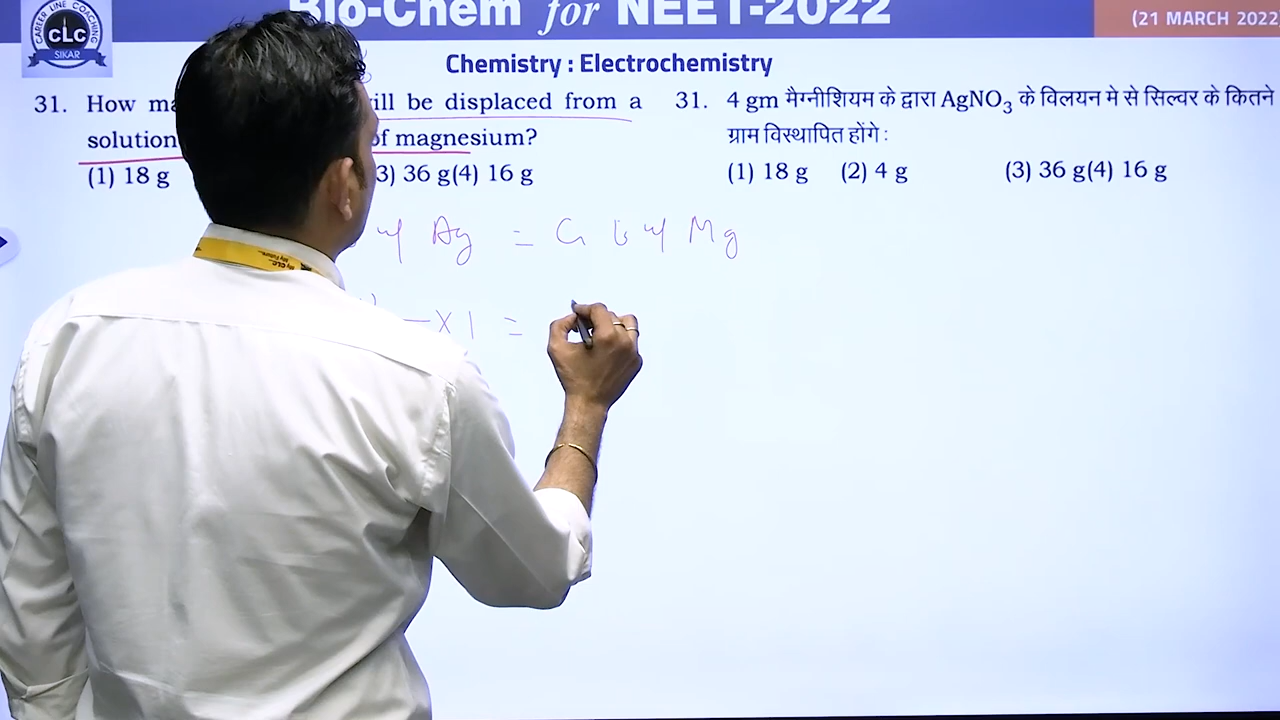 CAREER LINE COACHING
CLC
SIKAR
Bio-Chem for NEET-2022
(21 MARCH 2022
Chemistry : Electrochemistry
31. How ill be displaced from a
solution of magnesium?
(1) 18 g 3) 36 g(4) 16 g
31. 4 gm मैग्नीशियम के द्वारा AgNO3 के विलयन मे से सिल्वर के कितने
ग्राम विस्थापित होंगे :
(1) 18 g (2) 4 g (3) 36 g(4) 16 g
Ag = Mg
×1 =